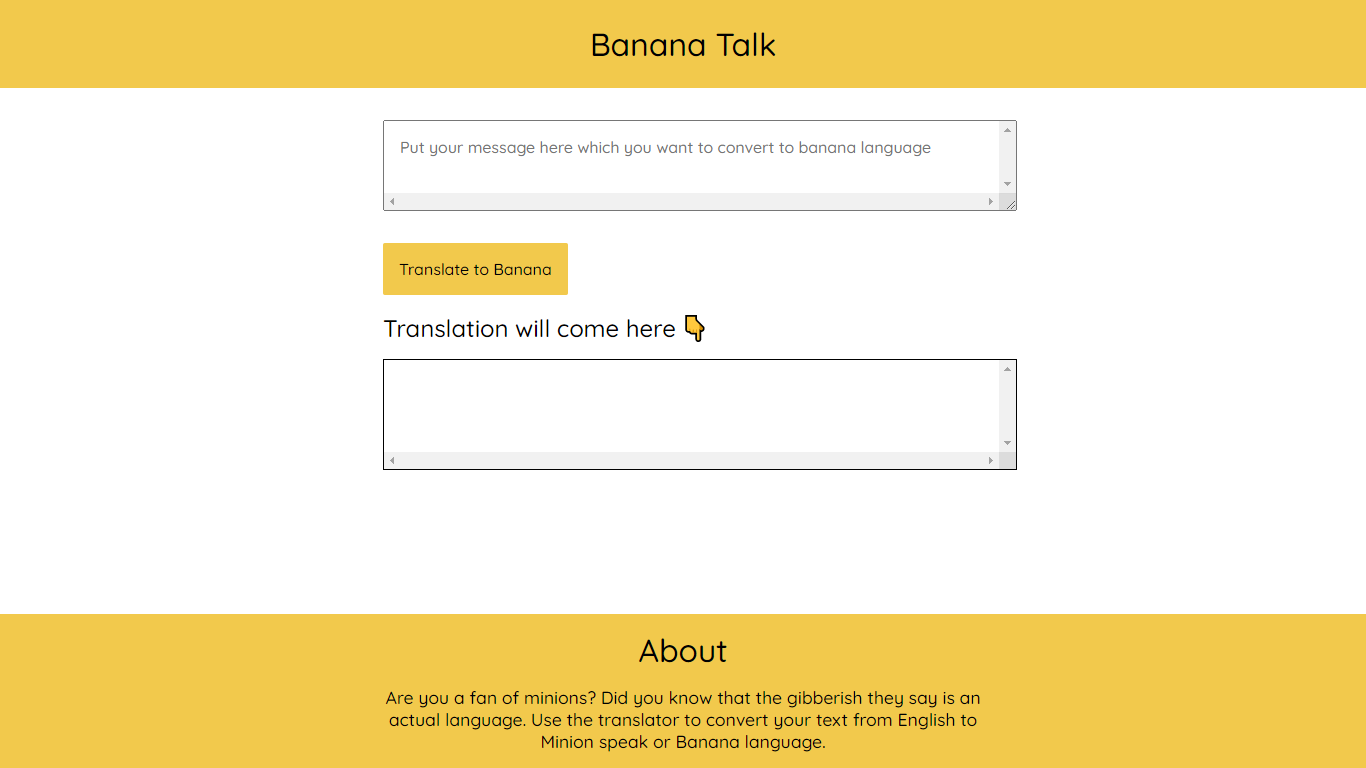 Banana Talk
Put your message here which you want to convert to banana language
Translate to Banana
Translation will come here 👇
About
Are you a fan of minions? Did you know that the gibberish they say is an
actual language. Use the translator to convert your text from English to
Minion speak or Banana language.